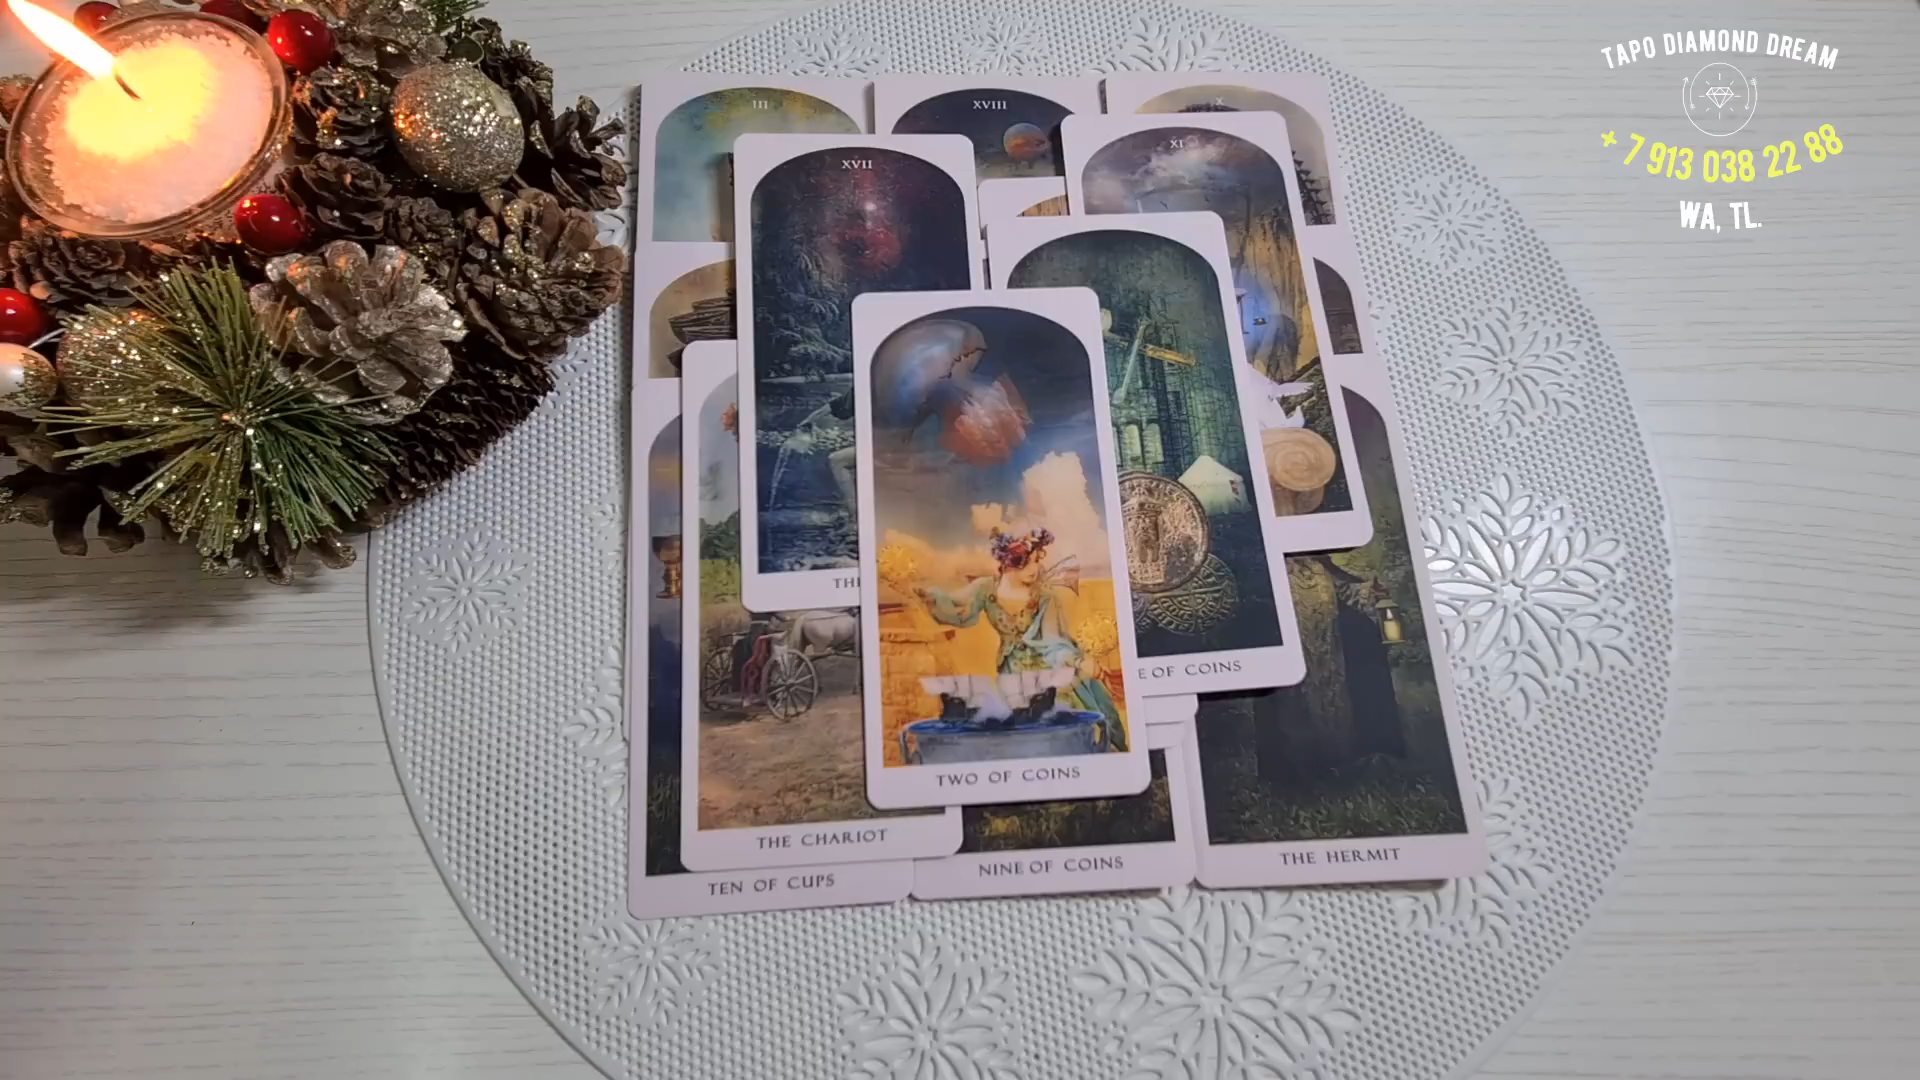 III
XVIII
X
XVII
XI
TH
E OF COINS
TWO OF COINS
THE CHARIOT
TEN OF CUPS
NINE OF COINS
THE HERMIT
ТАРО DIAMOND DREAM
+ 7 913 038 22 88
WA, TL.